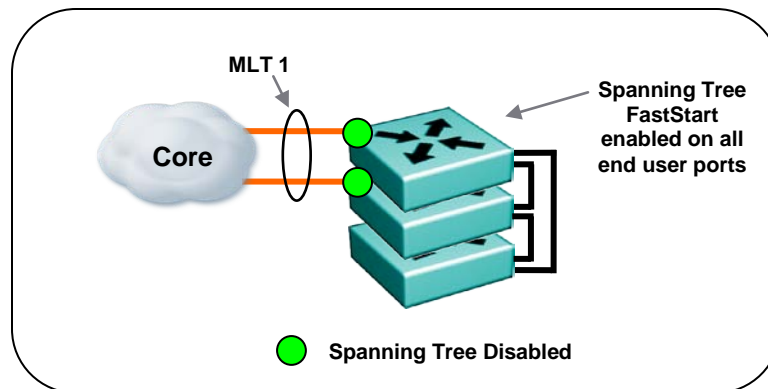 MLT 1
Spanning Tree
FastStart
enabled on all
end user ports
Core
Spanning Tree Disabled